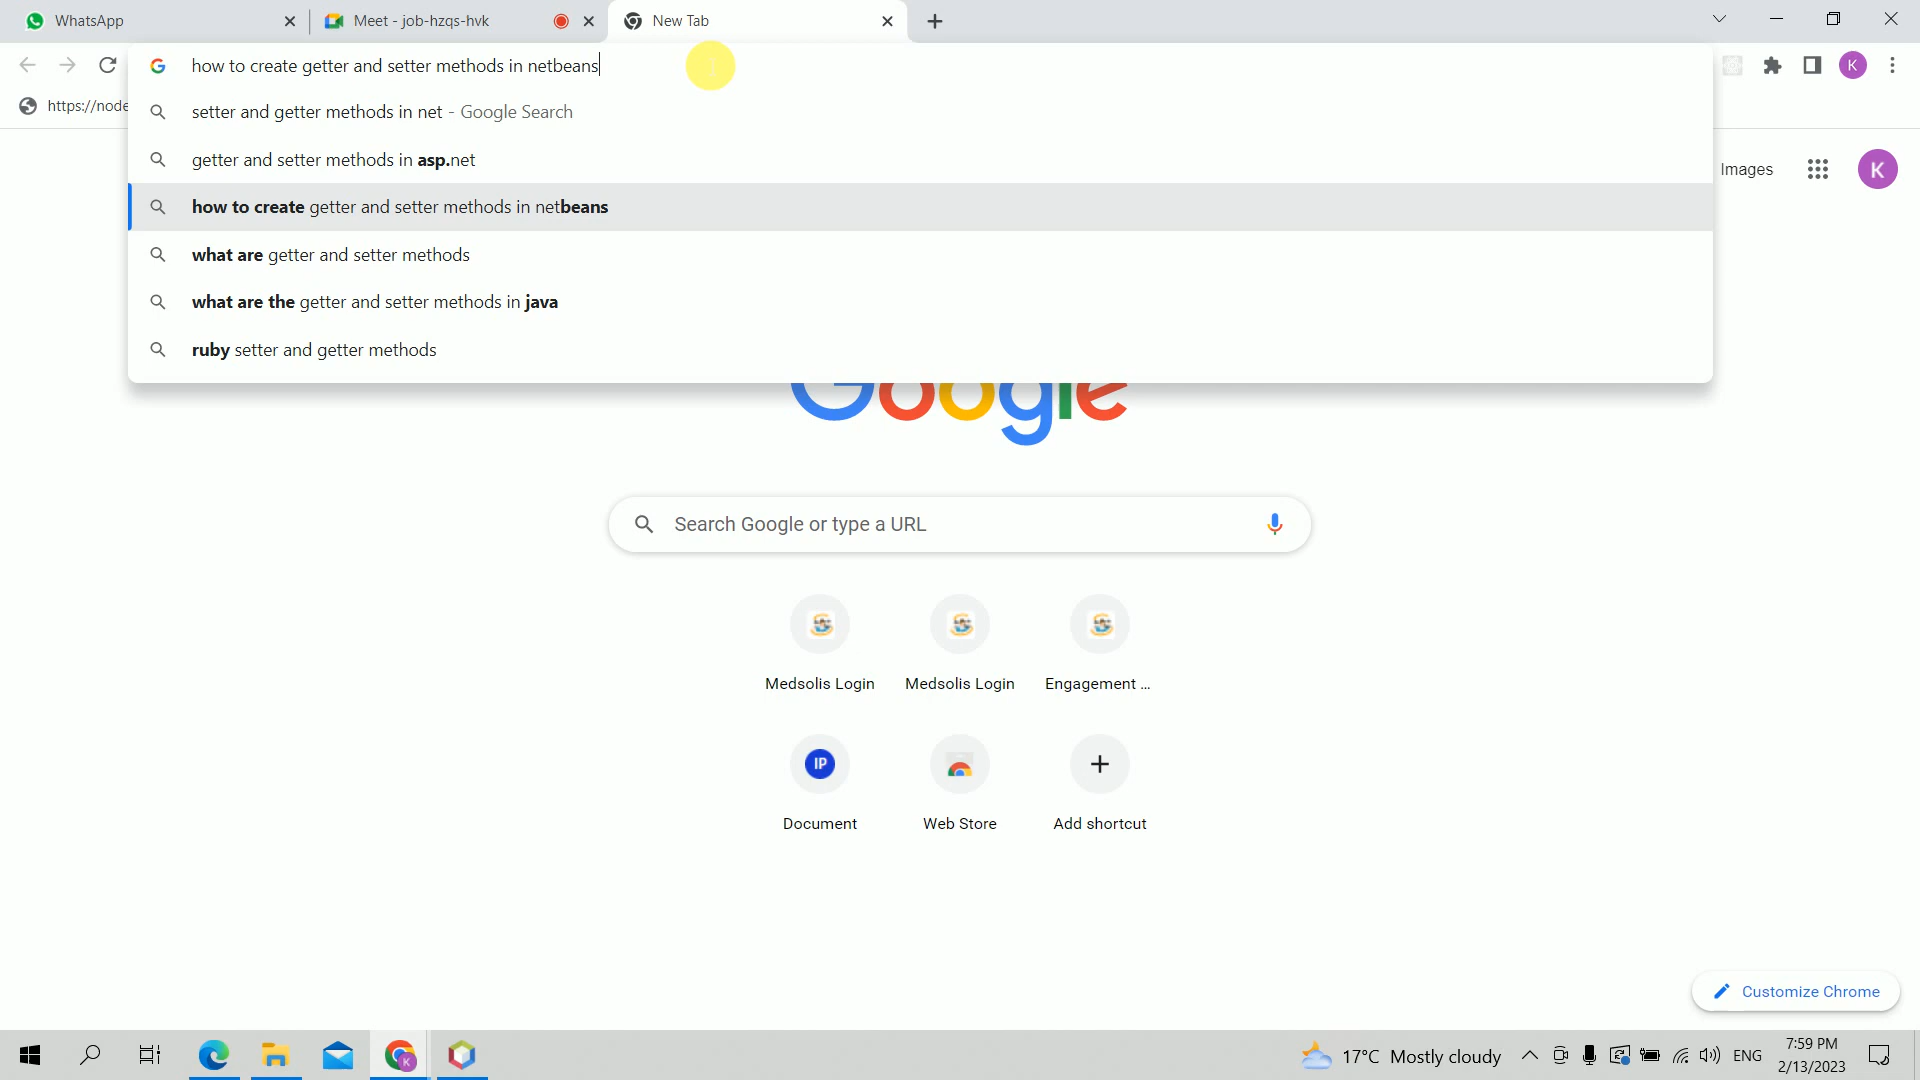 WhatsApp
Meet - job-hzqs-hvk
New Tab
how to create getter and setter methods in netbeans
https://node
setter and getter methods in net - Google Search
getter and setter methods in asp.net
how to create getter and setter methods in netbeans
what are getter and setter methods
what are the getter and setter methods in java
ruby setter and getter methods
Images
K
K
Google
Search Google or type a URL
Medsolis Login
Medsolis Login
Engagement ...
IP
Document
Web Store
Add shortcut
Customize Chrome
K
17°C Mostly cloudy
ENG
7:59 PM
2/13/2023